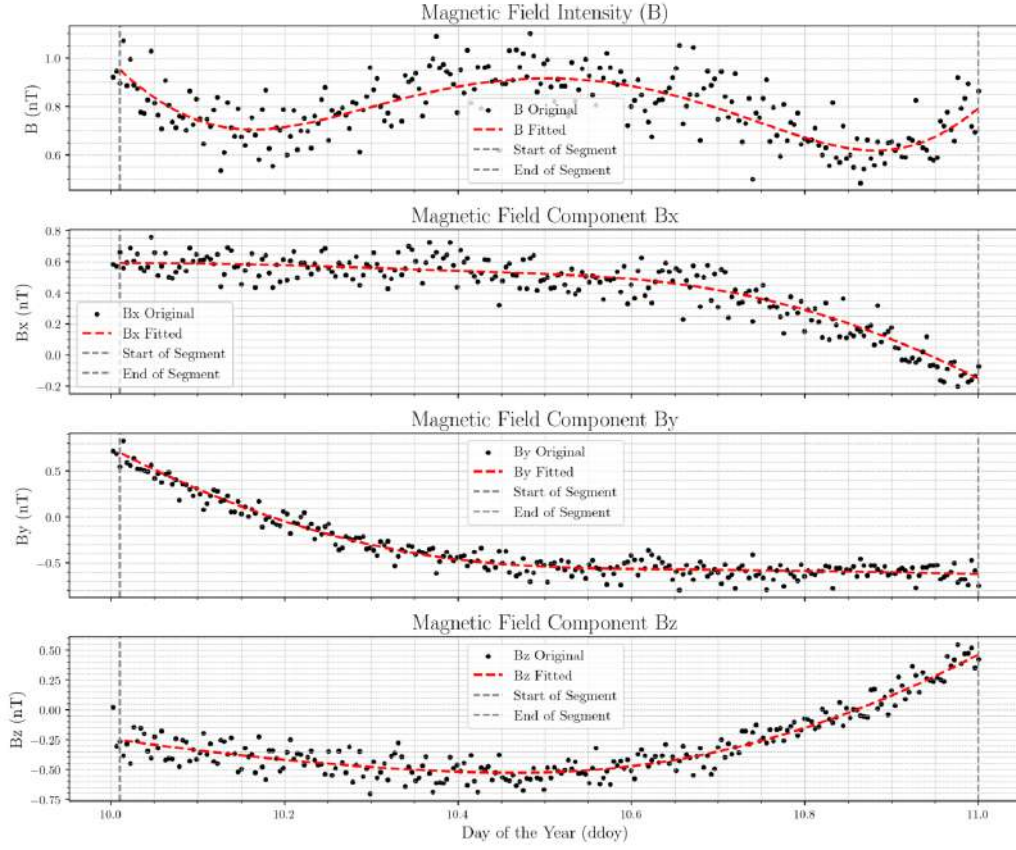 Magnetic Field Intensity (B)
B (nT)
1.0
0.8
0.6
B Original
B Fitted
Start of Segment
End of Segment
Magnetic Field Component Bx
Bx (nT)
0.8
0.6
0.4
0.2
0.0
−0.2
Bx Original
Bx Fitted
Start of Segment
End of Segment
Magnetic Field Component By
By (nT)
0.5
0.0
−0.5
By Original
By Fitted
Start of Segment
End of Segment
Magnetic Field Component Bz
Bz (nT)
0.50
0.25
0.00
−0.25
−0.50
−0.75
Bz Original
Bz Fitted
Start of Segment
End of Segment
10.0 10.2 10.4 10.6 10.8 11.0
Day of the Year (ddoy)